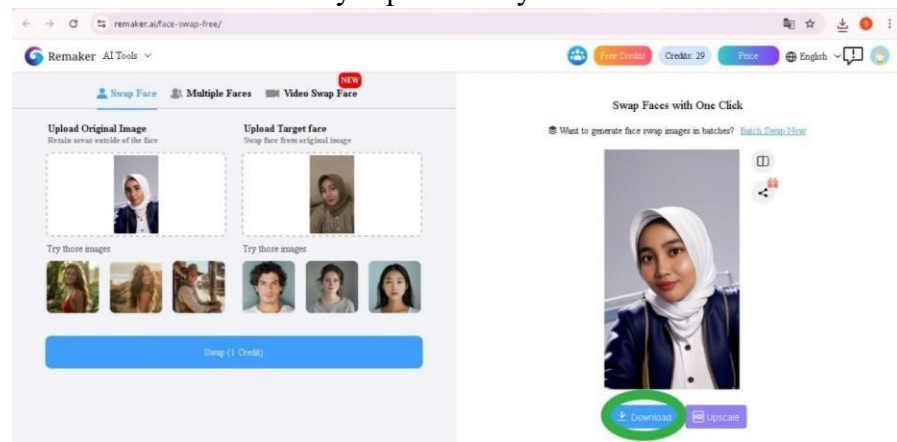 remaker.ai/face-swap-free/
Remaker AI Tools
Free Credits Credits: 29 Price English
NEW
Swap Face Multiple Faces Video Swap Face
Upload Original Image
Retain areas outside of the face
Upload Target face
Swap face from original image
Try those images
Try those images
Swap (1 Credit)
Swap Faces with One Click
Want to generate face swap images in batches? Batch Swap Now
Download
HD Upscale